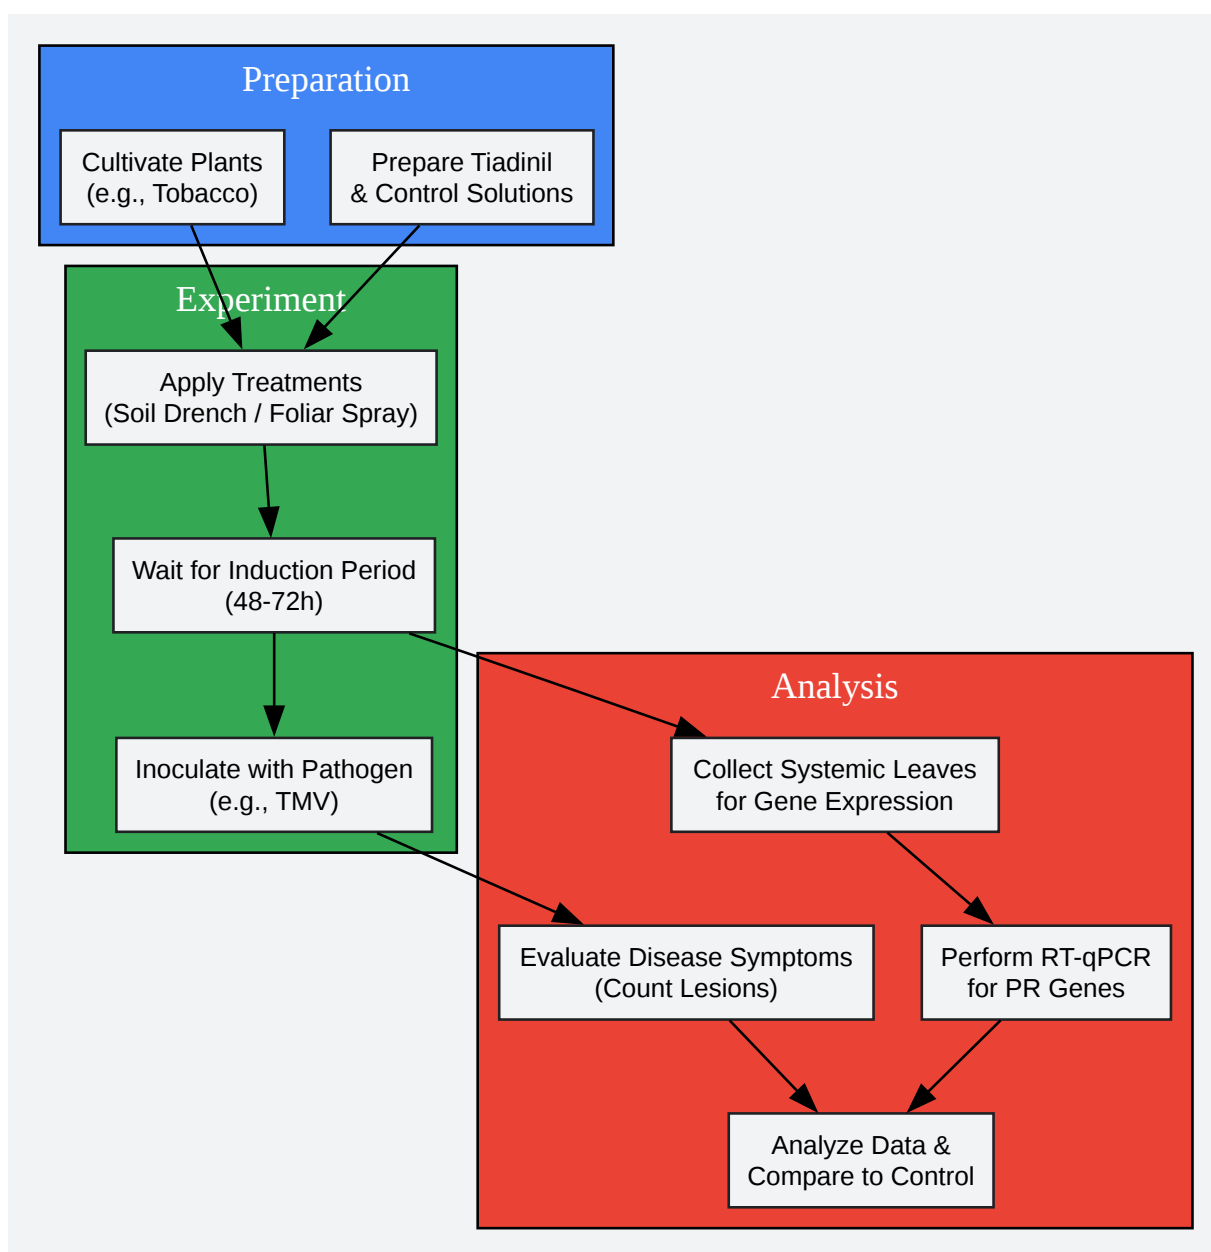 Preparation
Cultivate Plants
(e.g., Tobacco)
Prepare Tiadinil
& Control Solutions
Experiment
Apply Treatments
(Soil Drench / Foliar Spray)
Wait for Induction Period
(48-72h)
Inoculate with Pathogen
(e.g., TMV)
Analysis
Collect Systemic Leaves
for Gene Expression
Evaluate Disease Symptoms
(Count Lesions)
Perform RT-qPCR
for PR Genes
Analyze Data &
Compare to Control